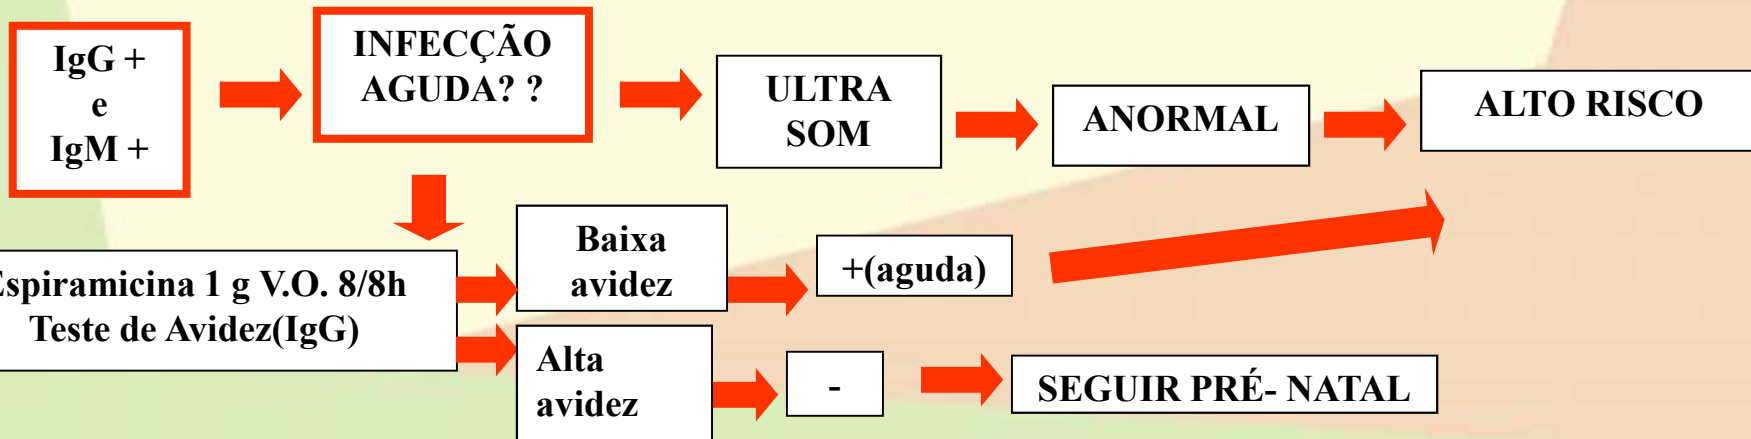 IgG +
e
IgM +
INFECÇÃO
AGUDA? ?
ULTRA
SOM
ANORMAL
ALTO RISCO
Espiramicina 1 g V.O. 8/8h
Teste de Avidez(IgG)
Baixa
avidez
+(aguda)
Alta
avidez
-
SEGUIR PRÉ- NATAL